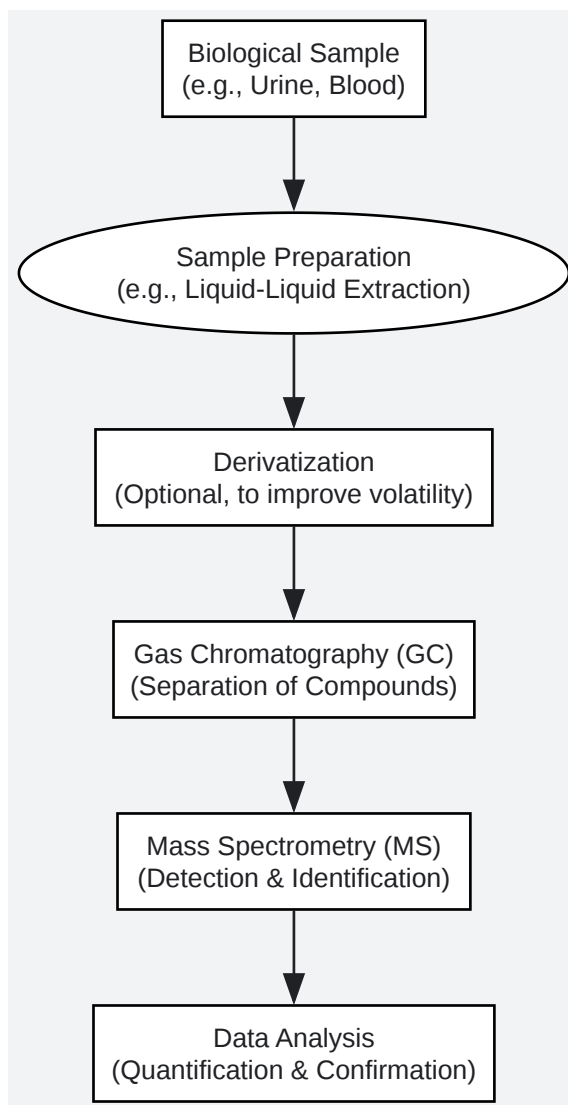 Biological Sample
(e.g., Urine, Blood)
Sample Preparation
(e.g., Liquid-Liquid Extraction)
Derivatization
(Optional, to improve volatility)
Gas Chromatography (GC)
(Separation of Compounds)
Mass Spectrometry (MS)
(Detection & Identification)
Data Analysis
(Quantification & Confirmation)